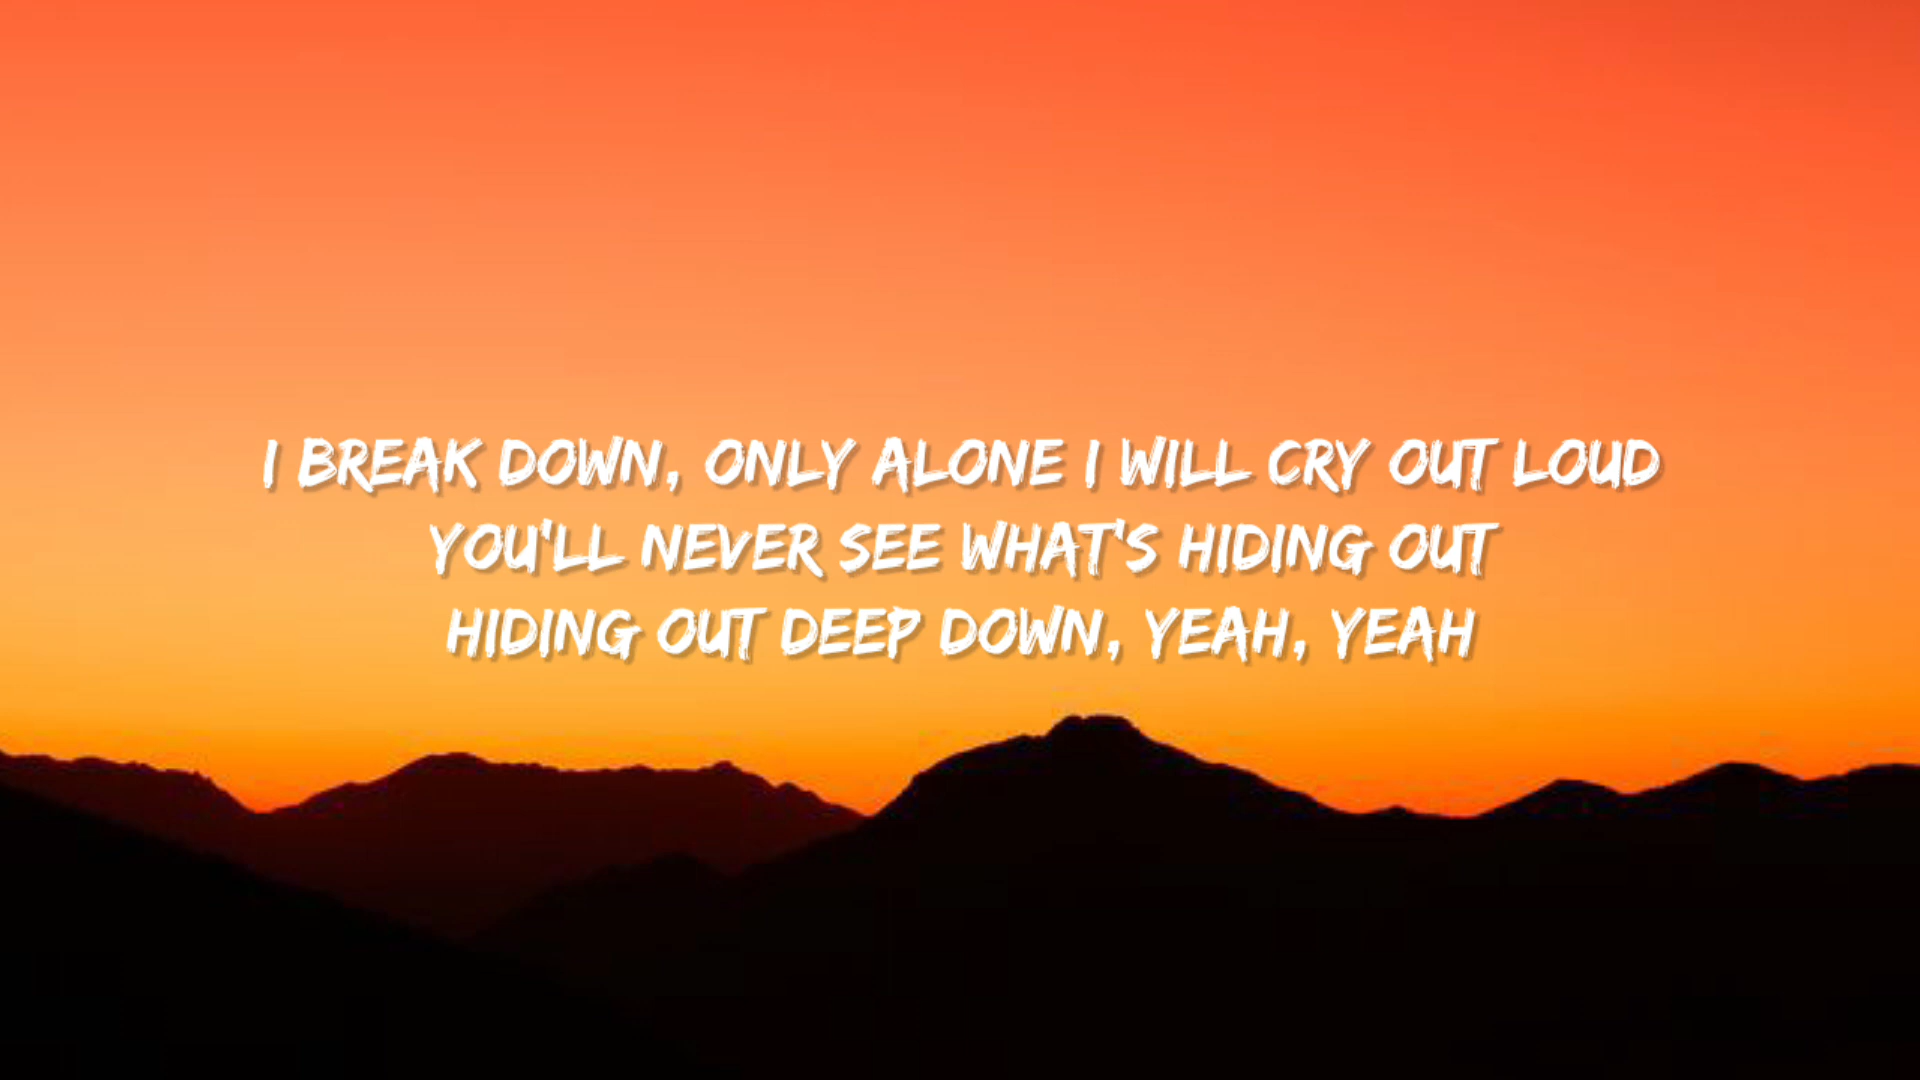 I BREAK DOWN, ONLY ALONE I WILL CRY OUT LOUD
YOU'LL NEVER SEE WHAT'S HIDING OUT
HIDING OUT DEEP DOWN, YEAH, YEAH